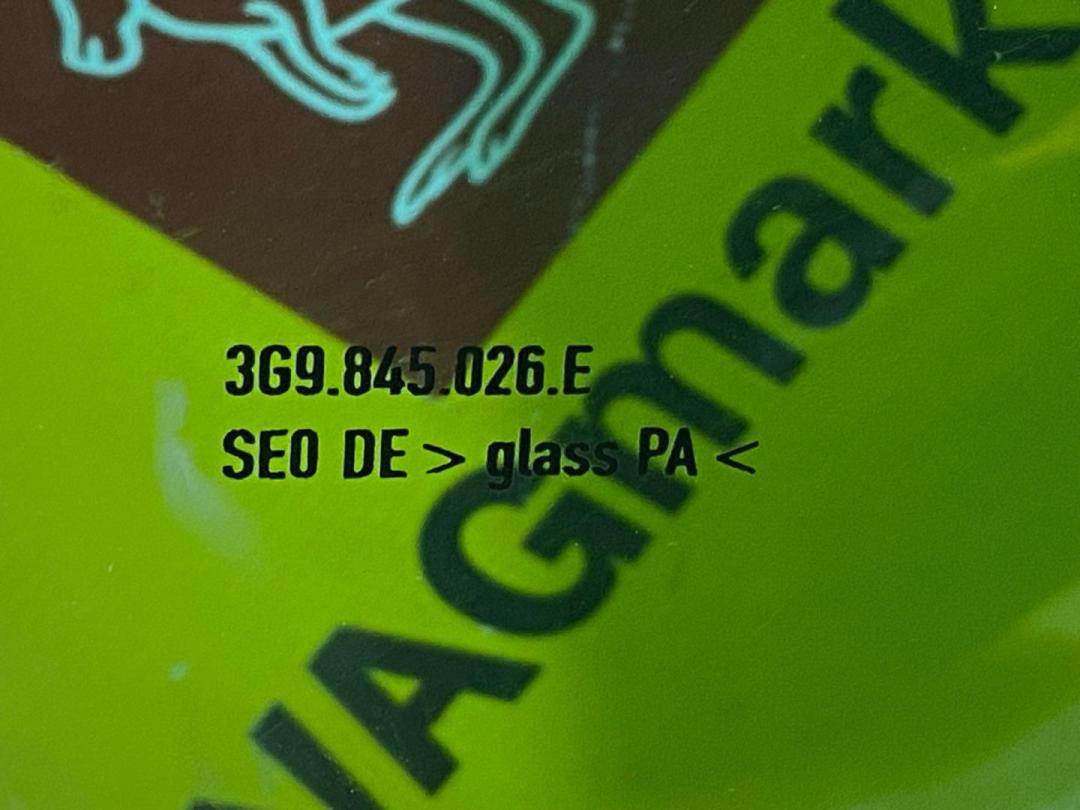 3G9.845.026.E
SEO DE > glass PA <
VAGmark